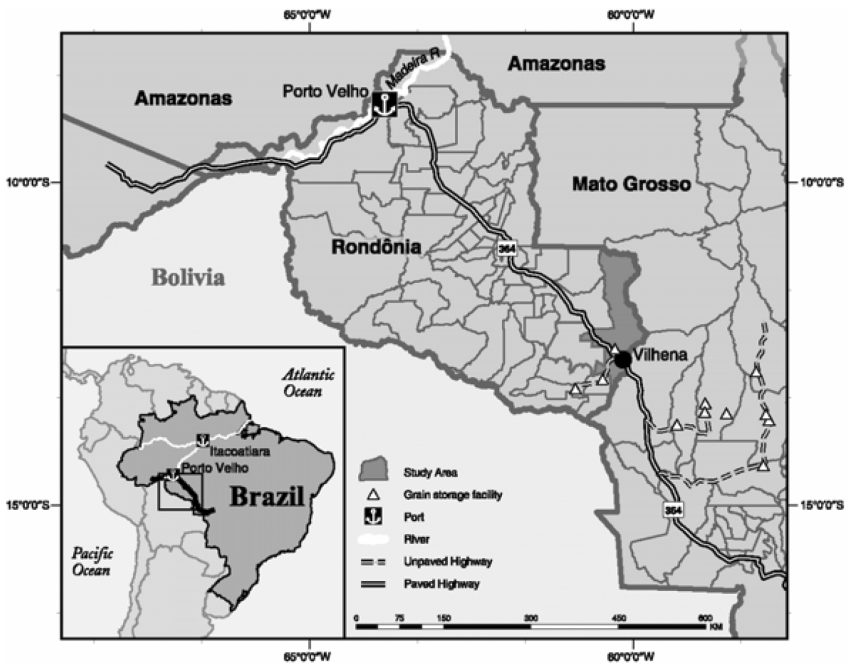 65°0'0"W
60°0'0"W
Amazonas
Madeira R
Amazonas
Porto Velho
10°0'0"S
10°0'0"S
Mato Grosso
364
Rondônia
Bolivia
Vilhena
Atlantic
Ocean
Itacoatiara
Porto Velho
Brazil
Pacific
Ocean
Study Area
Grain storage facility
Port
River
Unpaved Highway
Paved Highway
15°0'0"S
15°0'0"S
364
0 75 150 300 450 600
KM
65°0'0"W
60°0'0"W